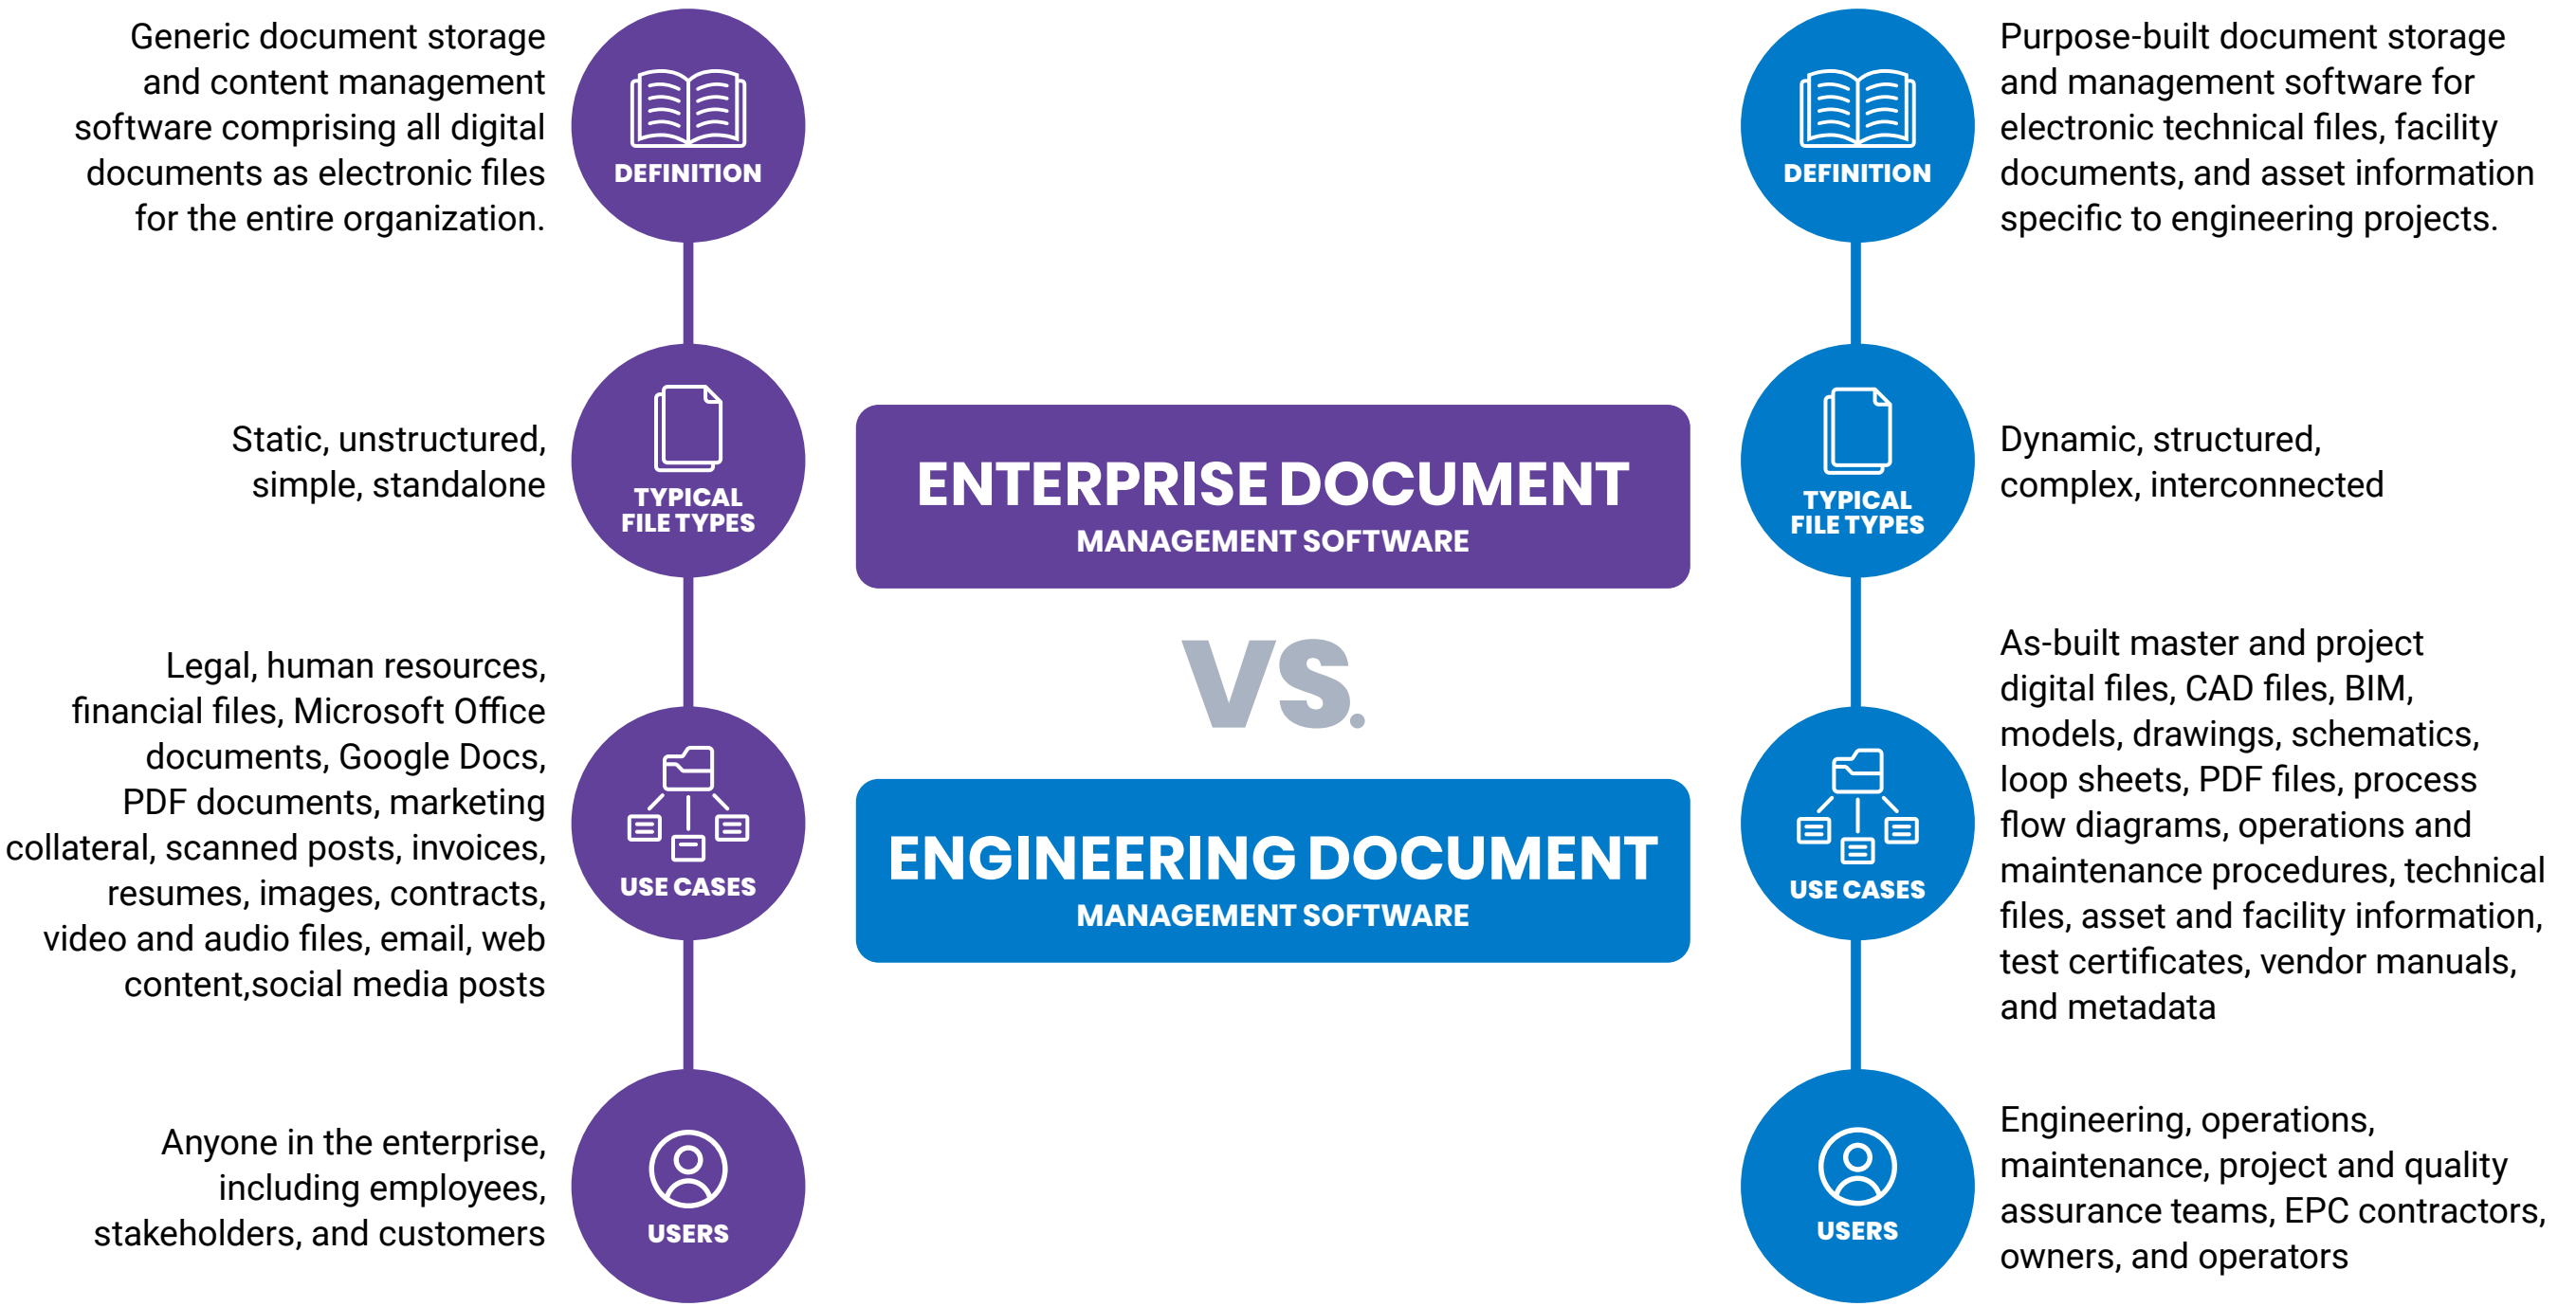 Generic document storage
and content management
software comprising all digital
documents as electronic files
for the entire organization.
DEFINITION
Static, unstructured,
simple, standalone
TYPICAL
FILE TYPES
Legal, human resources,
financial files, Microsoft Office
documents, Google Docs,
PDF documents, marketing
collateral, scanned posts, invoices,
resumes, images, contracts,
video and audio files, email, web
content,social media posts
USE CASES
Anyone in the enterprise,
including employees,
stakeholders, and customers
USERS
ENTERPRISE DOCUMENT
MANAGEMENT SOFTWARE
VS.
ENGINEERING DOCUMENT
MANAGEMENT SOFTWARE
DEFINITION
Purpose-built document storage
and management software for
electronic technical files, facility
documents, and asset information
specific to engineering projects.
TYPICAL
FILE TYPES
Dynamic, structured,
complex, interconnected
USE CASES
As-built master and project
digital files, CAD files, BIM,
models, drawings, schematics,
loop sheets, PDF files, process
flow diagrams, operations and
maintenance procedures, technical
files, asset and facility information,
test certificates, vendor manuals,
and metadata
USERS
Engineering, operations,
maintenance, project and quality
assurance teams, EPC contractors,
owners, and operators